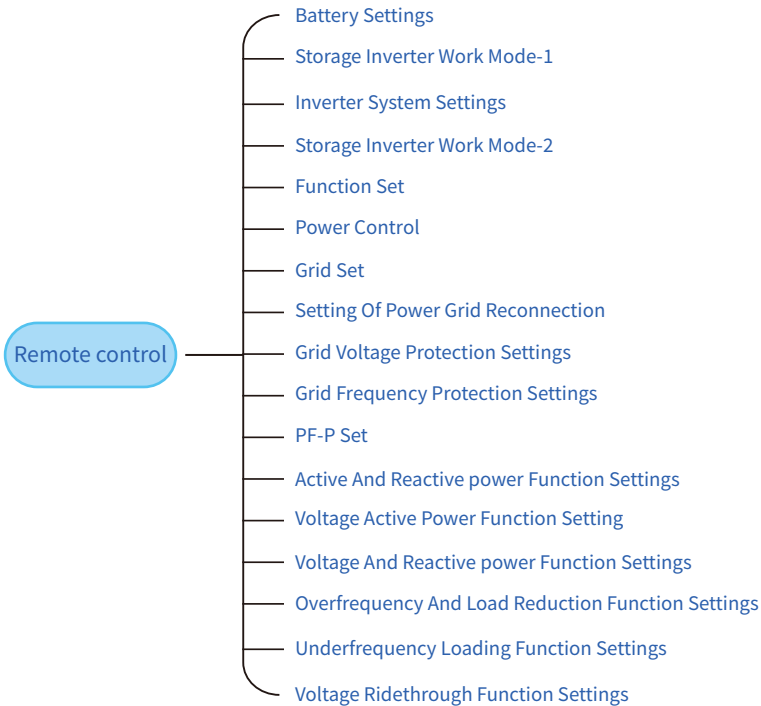 Battery Settings
Storage Inverter Work Mode-1
Inverter System Settings
Storage Inverter Work Mode-2
Function Set
Power Control
Grid Set
Setting Of Power Grid Reconnection
Remote control
Grid Voltage Protection Settings
Grid Frequency Protection Settings
PF-P Set
Active And Reactive power Function Settings
Voltage Active Power Function Setting
Voltage And Reactive power Function Settings
Overfrequency And Load Reduction Function Settings
Underfrequency Loading Function Settings
Voltage Ridethrough Function Settings